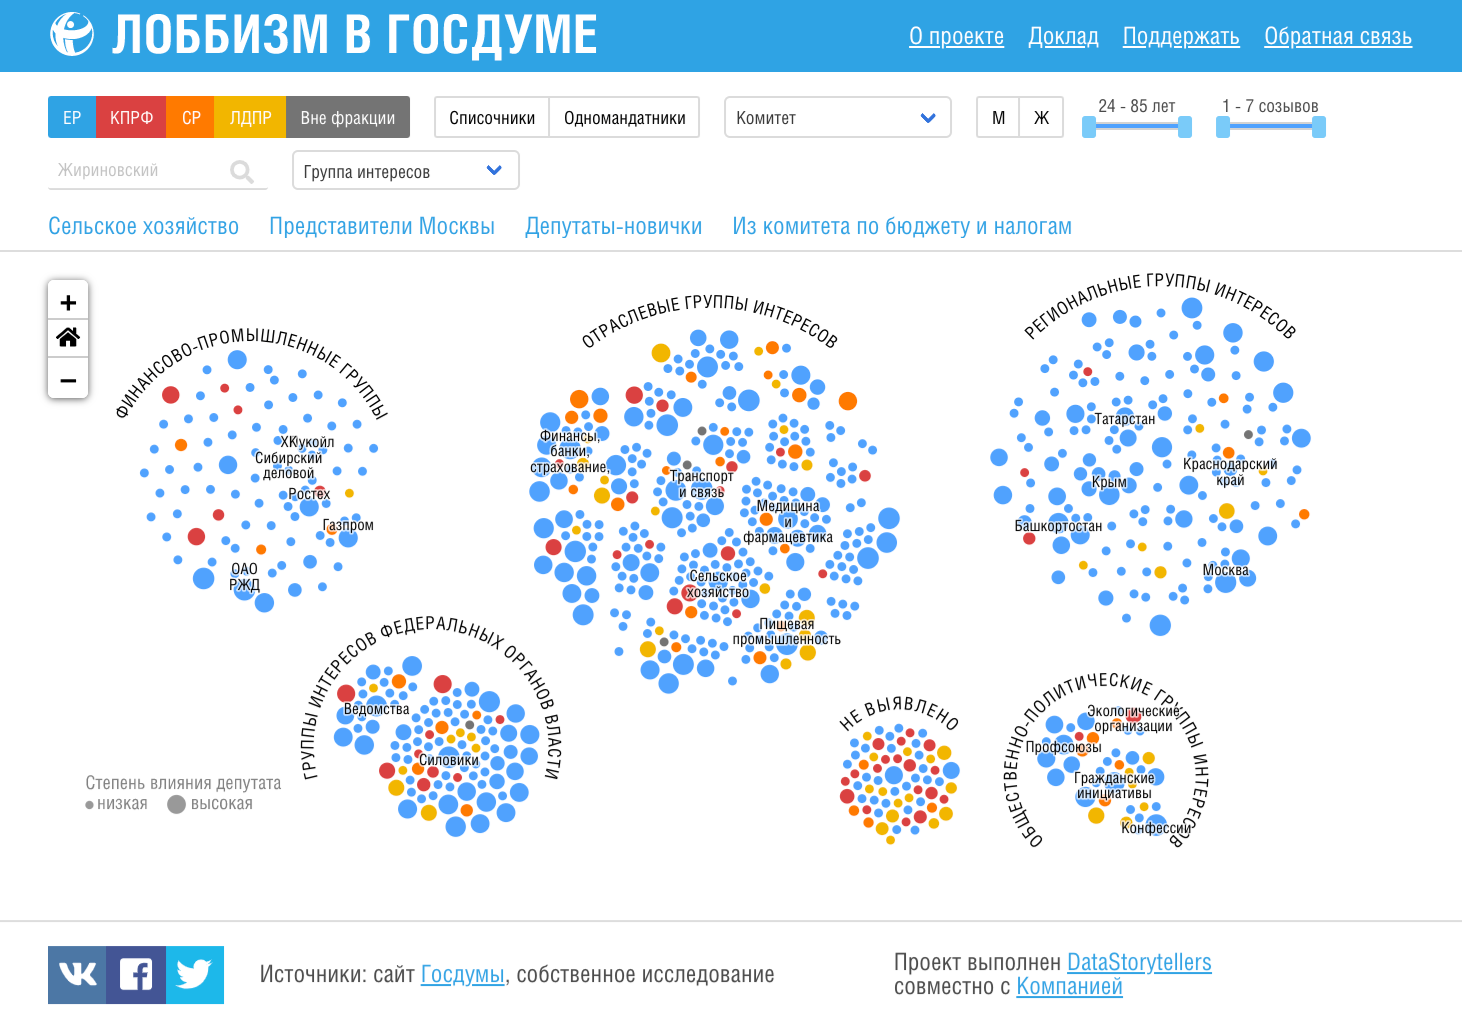 ЛОББИЗМ В ГОСДУМЕ
О проекте Доклад Поддержать Обратная связь
ЕР КПРФ СР ЛДПР Вне фракции
Списочники Одномандатники
Комитет
М Ж
24 - 85 лет
1 - 7 созывов
Жириновский
Группа интересов
Сельское хозяйство Представители Москвы Депутаты-новички Из комитета по бюджету и налогам
+
−
ФИНАНСОВО-ПРОМЫШЛЕННЫЕ ГРУППЫ
Сибирский
деловой
Ростех
Газпром
ОАО
РЖД
ОТРАСЛЕВЫЕ ГРУППЫ ИНТЕРЕСОВ
Финансы,
банки,
страхование,
Транспорт
и связь
Медицина
и
фармацевтика
Сельское
хозяйство
Пищевая
промышленность
РЕГИОНАЛЬНЫЕ ГРУППЫ ИНТЕРЕСОВ
Татарстан
Краснодарский
край
Крым
Башкортостан
Москва
ГРУППЫ ИНТЕРЕСОВ ФЕДЕРАЛЬНЫХ ОРГАНОВ ВЛАСТИ
Ведомства
Силовики
НЕ ВЫЯВЛЕНО
ОБЩЕСТВЕННО-ПОЛИТИЧЕСКИЕ ГРУППЫ ИНТЕРЕСОВ
Экологические
организации
Профсоюзы
Гражданские
инициативы
Конфессии
Степень влияния депутата
низкая высокая
Источники: сайт Госдумы, собственное исследование
Проект выполнен DataStorytellers
совместно с Компанией